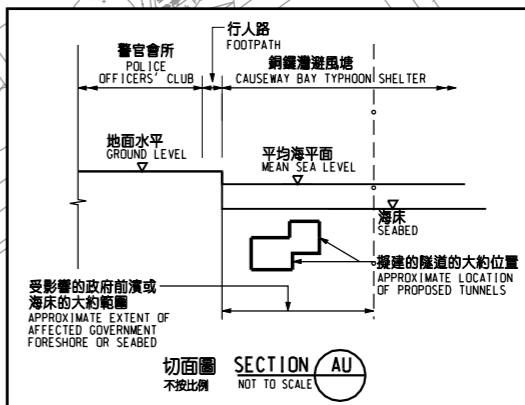 行人路
FOOTPATH
警官會所
POLICE
OFFICERS' CLUB
銅鑼灣避風塘
CAUSEWAY BAY TYPHOON SHELTER
地面水平
GROUND LEVEL
平均海平面
MEAN SEA LEVEL
海床
SEABED
擬建的隧道的大約位置
APPROXIMATE LOCATION
OF PROPOSED TUNNELS
受影響的政府前濱或
海床的大約範圍
APPROXIMATE EXTENT OF
AFFECTED GOVERNMENT
FORESHORE OR SEABED
切面圖 SECTION AU
不按比例 NOT TO SCALE